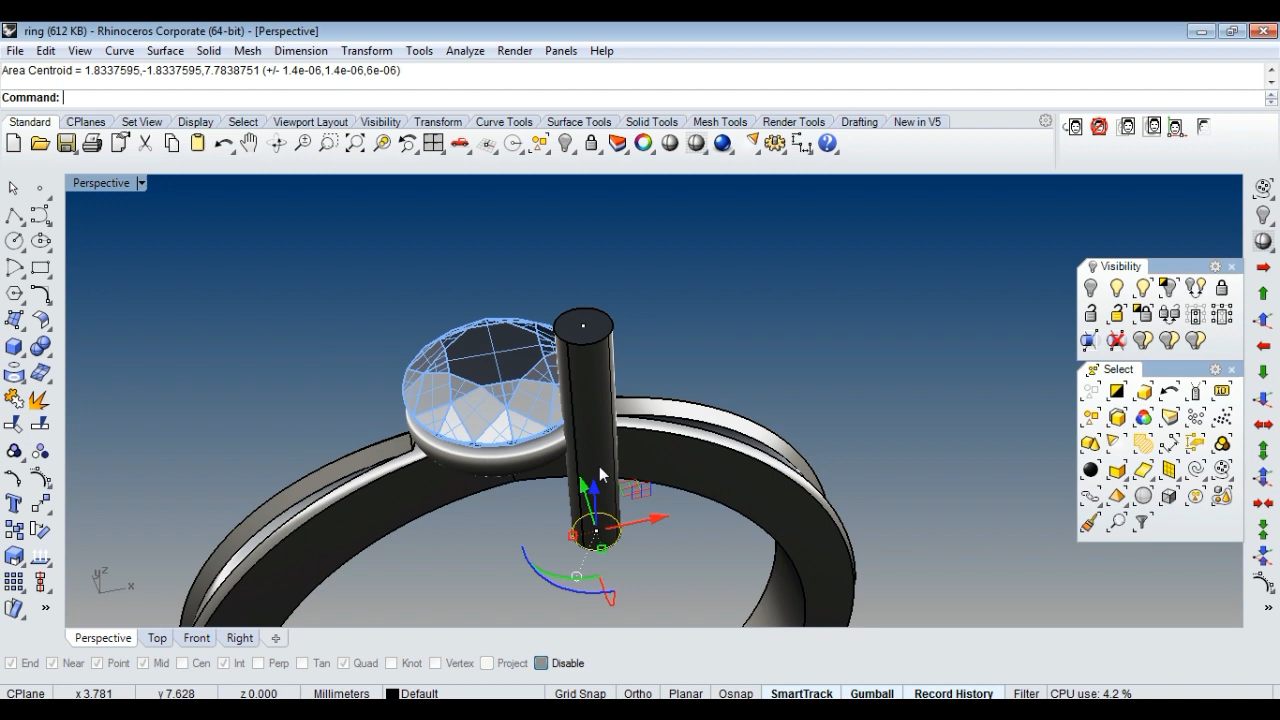 ring (612 KB) - Rhinoceros Corporate (64-bit) - [Perspective]
File Edit View Curve Surface Solid Mesh Dimension Transform Tools Analyze Render Panels Help
Area Centroid = 1.8337595,-1.8337595,7.7838751 (+/- 1.4e-06,1.4e-06,6e-06)
Command:
Standard CPlanes Set View Display Select Viewport Layout Visibility Transform Curve Tools Surface Tools Solid Tools Mesh Tools Render Tools Drafting New in V5
Perspective
Visibility
Select
z y x
Perspective Top Front Right
End Near Point Mid Cen Int Perp Tan Quad Knot Vertex Project Disable
CPlane x 3.781 y 7.628 z 0.000 Millimeters Default Grid Snap Ortho Planar Osnap SmartTrack Gumball Record History Filter CPU use: 4.2 %